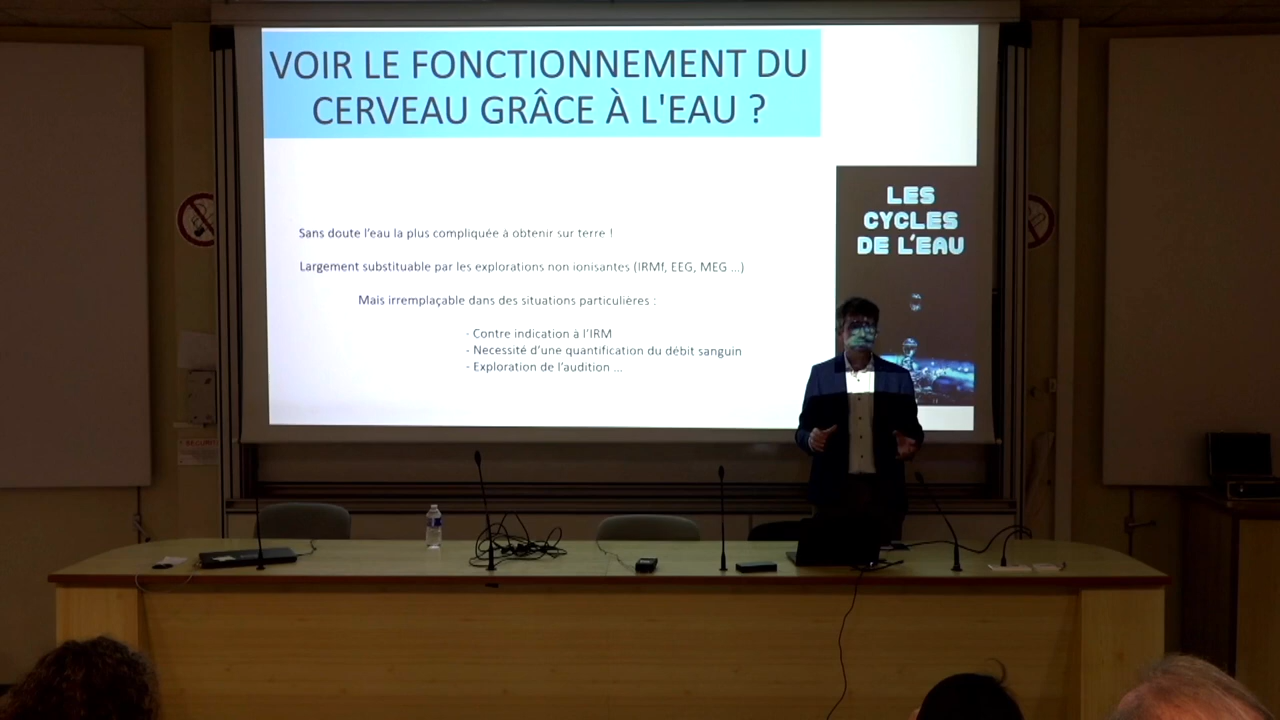 VOIR LE FONCTIONNEMENT DU
CERVEAU GRÂCE À L'EAU ?
Sans doute l'eau la plus compliquée à obtenir sur terre !
Largement substituable par les explorations non ionisantes (IRMf, EEG, MEG ...)
Mais irremplaçable dans des situations particulières :
- Contre indication à l'IRM
- Necessité d'une quantification du débit sanguin
- Exploration de l'audition ...
LES
CYCLES
DE L'EAU